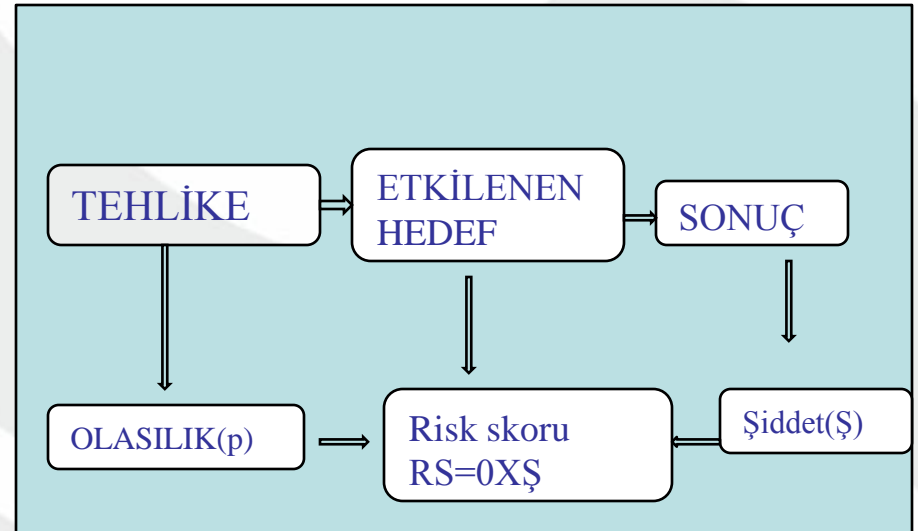 TEHLİKE
ETKİLENEN
HEDEF
SONUÇ
OLASILIK(p)
Risk skoru
RS=0XŞ
Şiddet(Ş)